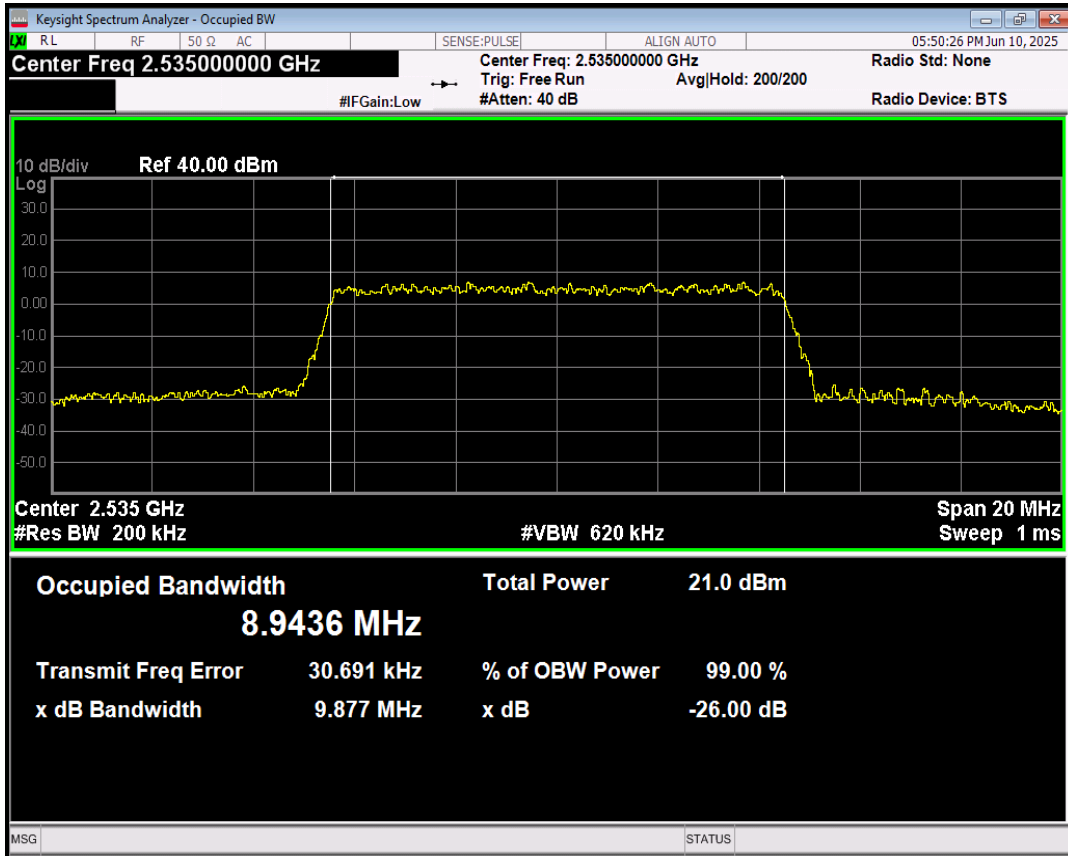 Keysight Spectrum Analyzer - Occupied BW
LXI RL RF 50 Ω AC SENSE:PULSE ALIGN AUTO 05:50:26 PM Jun 10, 2025
Center Freq 2.535000000 GHz
Center Freq: 2.535000000 GHz
Radio Std: None
Trig: Free Run Avg|Hold: 200/200
#IFGain:Low
#Atten: 40 dB
Radio Device: BTS
10 dB/div Ref 40.00 dBm
Log
30.0
20.0
10.0
0.00
-10.0
-20.0
-30.0
-40.0
-50.0
Center 2.535 GHz Span 20 MHz
#Res BW 200 kHz #VBW 620 kHz Sweep 1 ms
Occupied Bandwidth Total Power 21.0 dBm
8.9436 MHz
Transmit Freq Error 30.691 kHz % of OBW Power 99.00 %
x dB Bandwidth 9.877 MHz x dB -26.00 dB
MSG STATUS